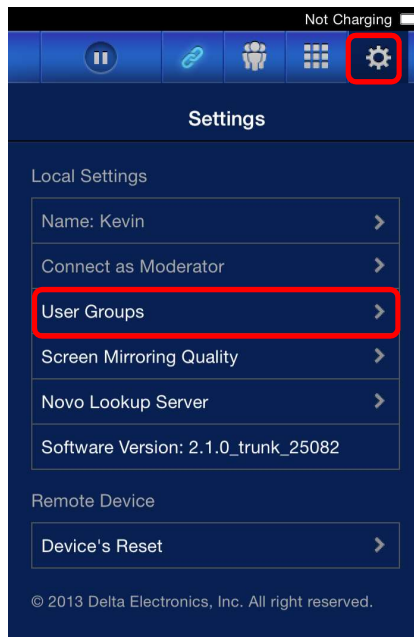 Not Charging
Settings
Local Settings
Name: Kevin
Connect as Moderator
User Groups
Screen Mirroring Quality
Novo Lookup Server
Software Version: 2.1.0_trunk_25082
Remote Device
Device's Reset
© 2013 Delta Electronics, Inc. All right reserved.